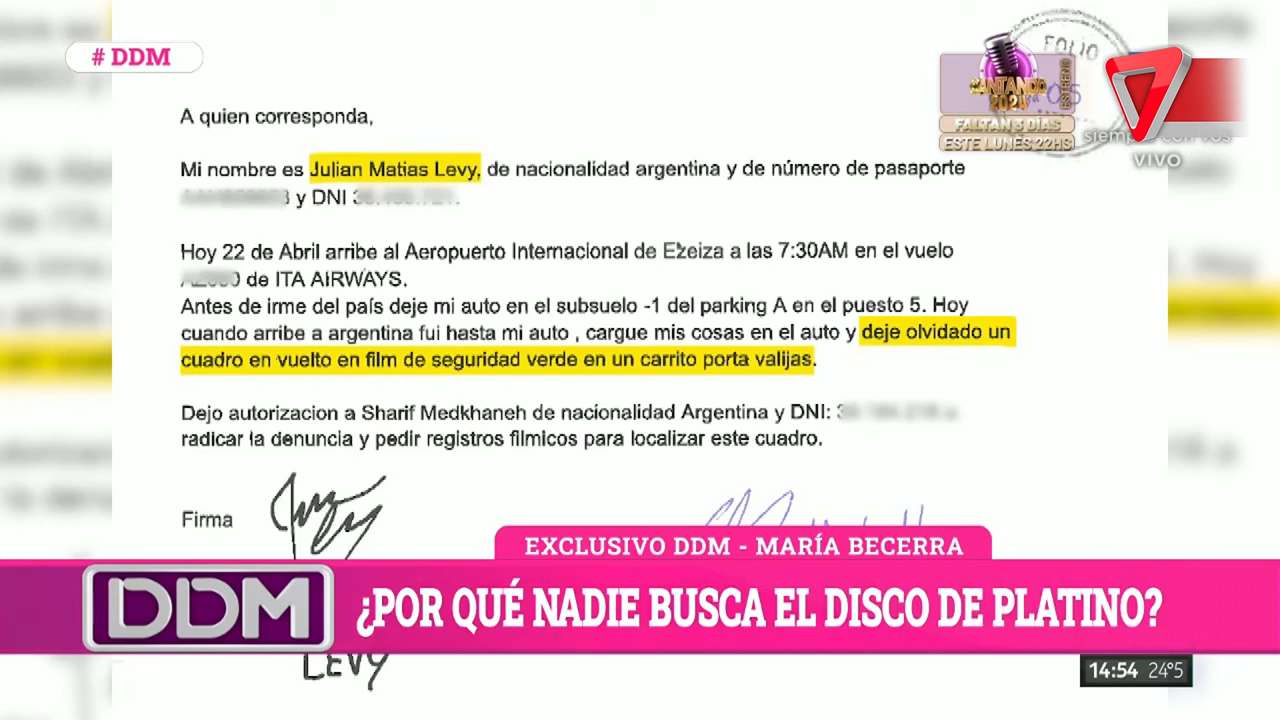 # DDM
FOLIO
CANTANDO
2024
ESTRENO
FALTAN 3 DÍAS
ESTE LUNES 22HS
VIVO
A quien corresponda,
Mi nombre es Julian Matias Levy, de nacionalidad argentina y de número de pasaporte
y DNI
Hoy 22 de Abril arribe al Aeropuerto Internacional de Ezeiza a las 7:30AM en el vuelo
de ITA AIRWAYS.
Antes de irme del país deje mi auto en el subsuelo -1 del parking A en el puesto 5. Hoy
cuando arribe a argentina fui hasta mi auto , cargue mis cosas en el auto y deje olvidado un
cuadro en vuelto en film de seguridad verde en un carrito porta valijas.
Dejo autorizacion a Sharif Medkhaneh de nacionalidad Argentina y DNI:
radicar la denuncia y pedir registros filmicos para localizar este cuadro.
Firma
EXCLUSIVO DDM - MARÍA BECERRA
DDM
¿POR QUÉ NADIE BUSCA EL DISCO DE PLATINO?
LEVY
14:54 24°5